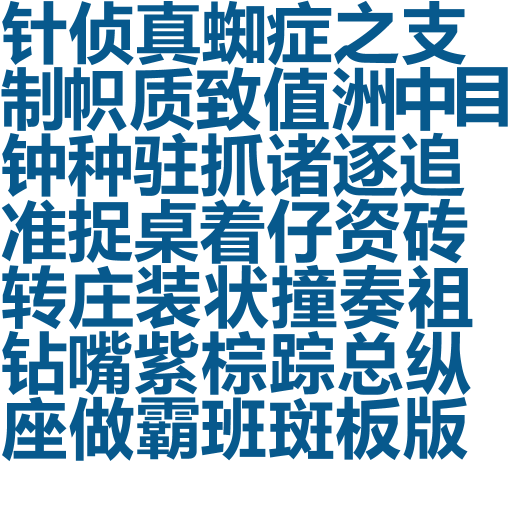 针侦真蜘症之支
制帜质致值洲中目
钟种驻抓诸逐追
准捉桌着仔资砖
转庄装状撞奏祖
钻嘴紫棕踪总纵
座做霸班斑板版